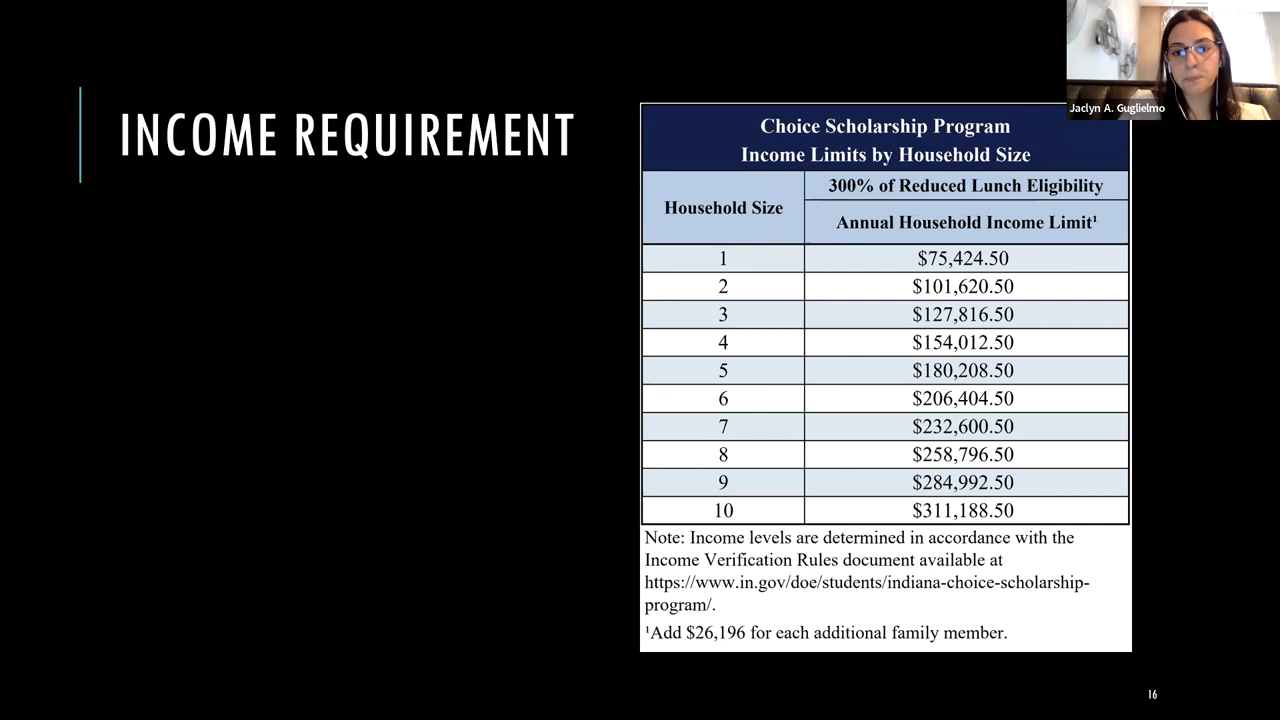 INCOME REQUIREMENT
Jaclyn A. Guglielmo
Choice Scholarship Program
Income Limits by Household Size
Household Size
300% of Reduced Lunch Eligibility
Annual Household Income Limit¹
1 $75,424.50
2 $101,620.50
3 $127,816.50
4 $154,012.50
5 $180,208.50
6 $206,404.50
7 $232,600.50
8 $258,796.50
9 $284,992.50
10 $311,188.50
Note: Income levels are determined in accordance with the
Income Verification Rules document available at
https://www.in.gov/doe/students/indiana-choice-scholarship-
program/.
¹Add $26,196 for each additional family member.
16